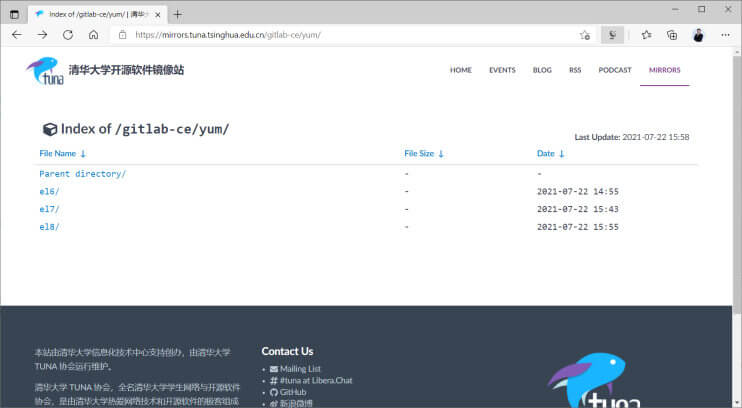 Index of /gitlab-ce/yum/ | 清华大
https://mirrors.tuna.tsinghua.edu.cn/gitlab-ce/yum/
tuna 清华大学开源软件镜像站
HOME EVENTS BLOG RSS PODCAST MIRRORS
Index of /gitlab-ce/yum/
Last Update: 2021-07-22 15:58
File Name ↓ File Size ↓ Date ↓
Parent directory/ - -
el6/ - 2021-07-22 14:55
el7/ - 2021-07-22 15:43
el8/ - 2021-07-22 15:55
本站由清华大学信息化技术中心支持创办，由清华大学
TUNA 协会运行维护。
清华大学 TUNA 协会，全名清华大学学生网络与开源软件
协会，是由清华大学热爱网络技术和开源软件的极客组成
Contact Us
Mailing List
#tuna at Libera.Chat
GitHub
新浪微博
tuna